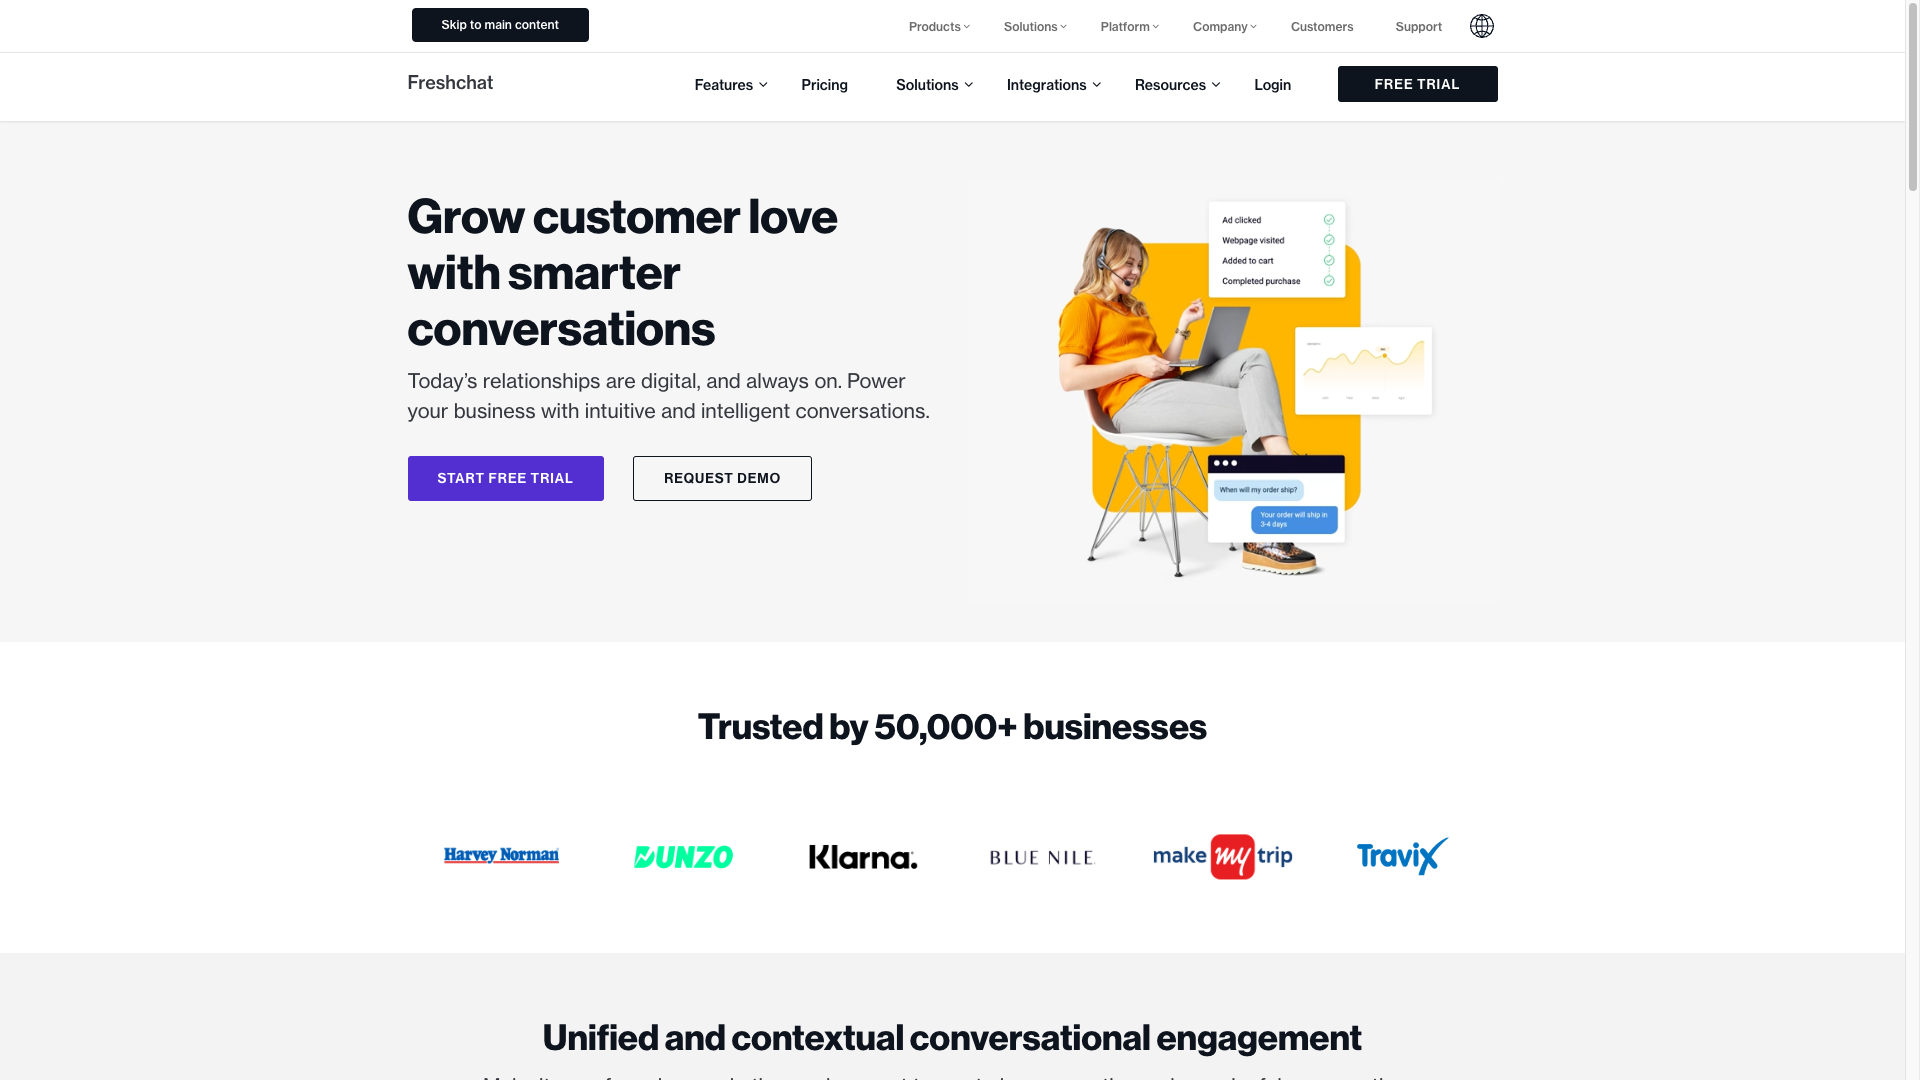 Skip to main content
Products
Solutions
Platform
Company
Customers
Support
Freshchat
Features
Pricing
Solutions
Integrations
Resources
Login
FREE TRIAL
Grow customer love
with smarter
conversations
Today’s relationships are digital, and always on. Power
your business with intuitive and intelligent conversations.
START FREE TRIAL
REQUEST DEMO
Ad clicked
Webpage visited
Added to cart
Completed purchase
When will my order ship?
Your order will ship in
3-4 days
Trusted by 50,000+ businesses
Harvey Norman
DUNZO
Klarna.
BLUE NILE
make my trip
Travix
Unified and contextual conversational engagement